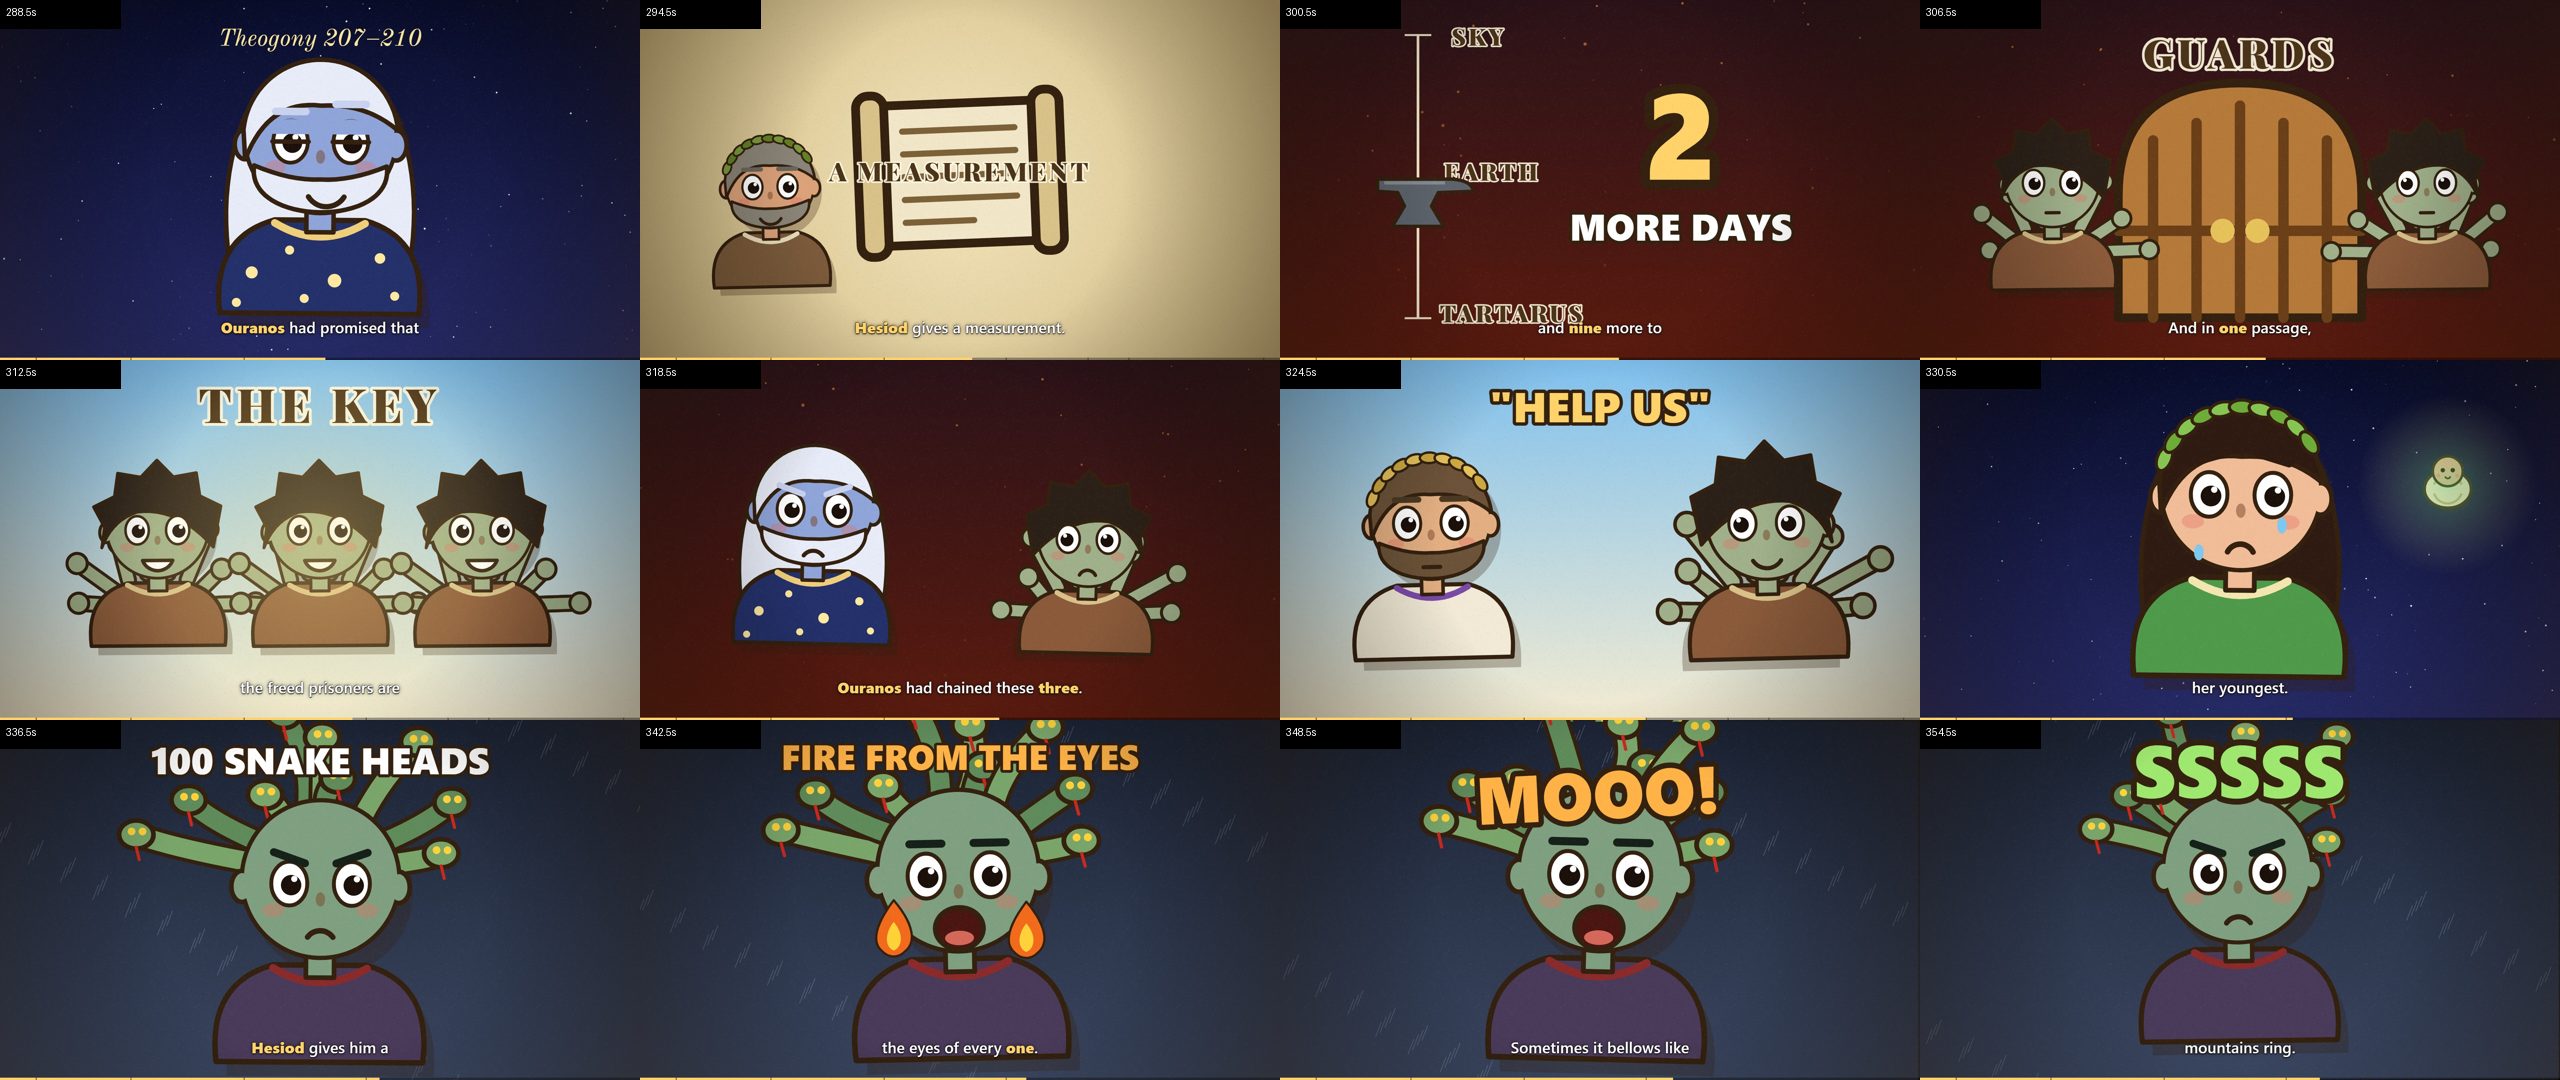 288.5s
Theogony 207–210
Ouranos had promised that
294.5s
A MEASUREMENT
Hesiod gives a measurement.
300.5s
SKY
2
EARTH
MORE DAYS
TARTARUS
and nine more to
306.5s
GUARDS
And in one passage,
312.5s
THE KEY
the freed prisoners are
318.5s
Ouranos had chained these three.
324.5s
"HELP US"
330.5s
her youngest.
336.5s
100 SNAKE HEADS
Hesiod gives him a
342.5s
FIRE FROM THE EYES
the eyes of every one.
348.5s
MOOO!
Sometimes it bellows like
354.5s
SSSSS
mountains ring.